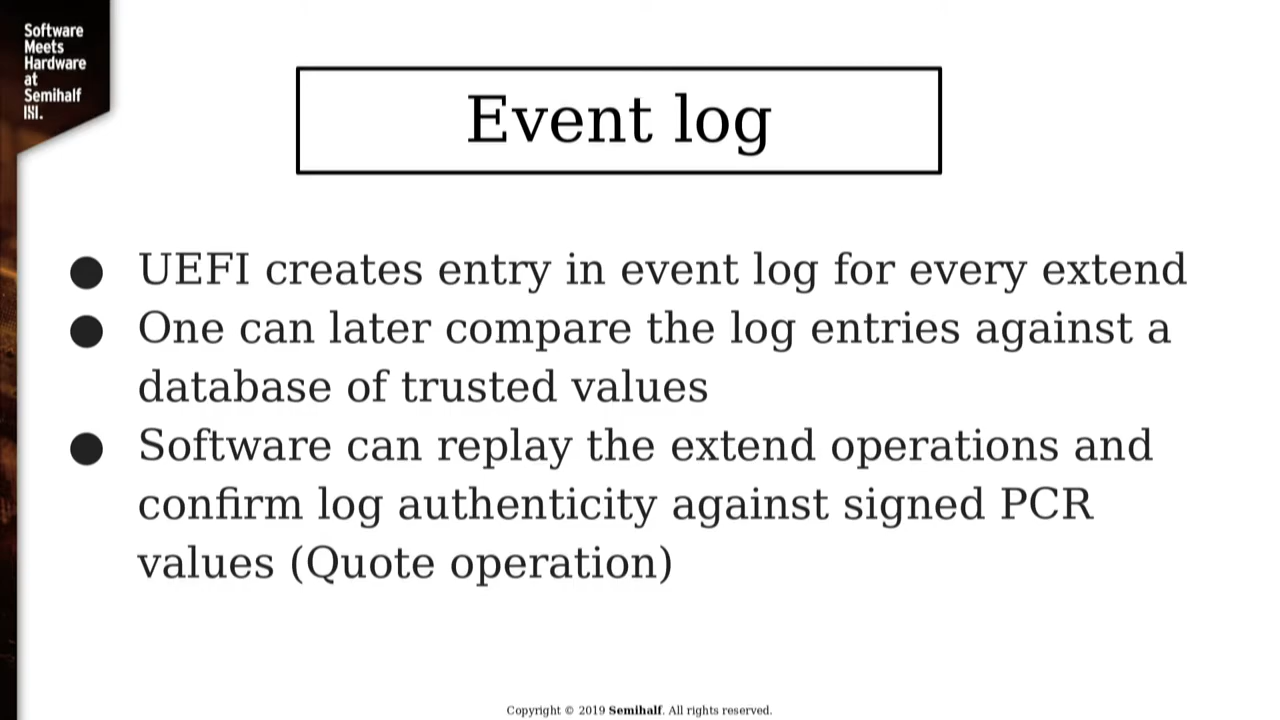 Software
Meets
Hardware
at
Semihalf
Event log
● UEFI creates entry in event log for every extend
● One can later compare the log entries against a
database of trusted values
● Software can replay the extend operations and
confirm log authenticity against signed PCR
values (Quote operation)
Copyright © 2019 Semihalf. All rights reserved.